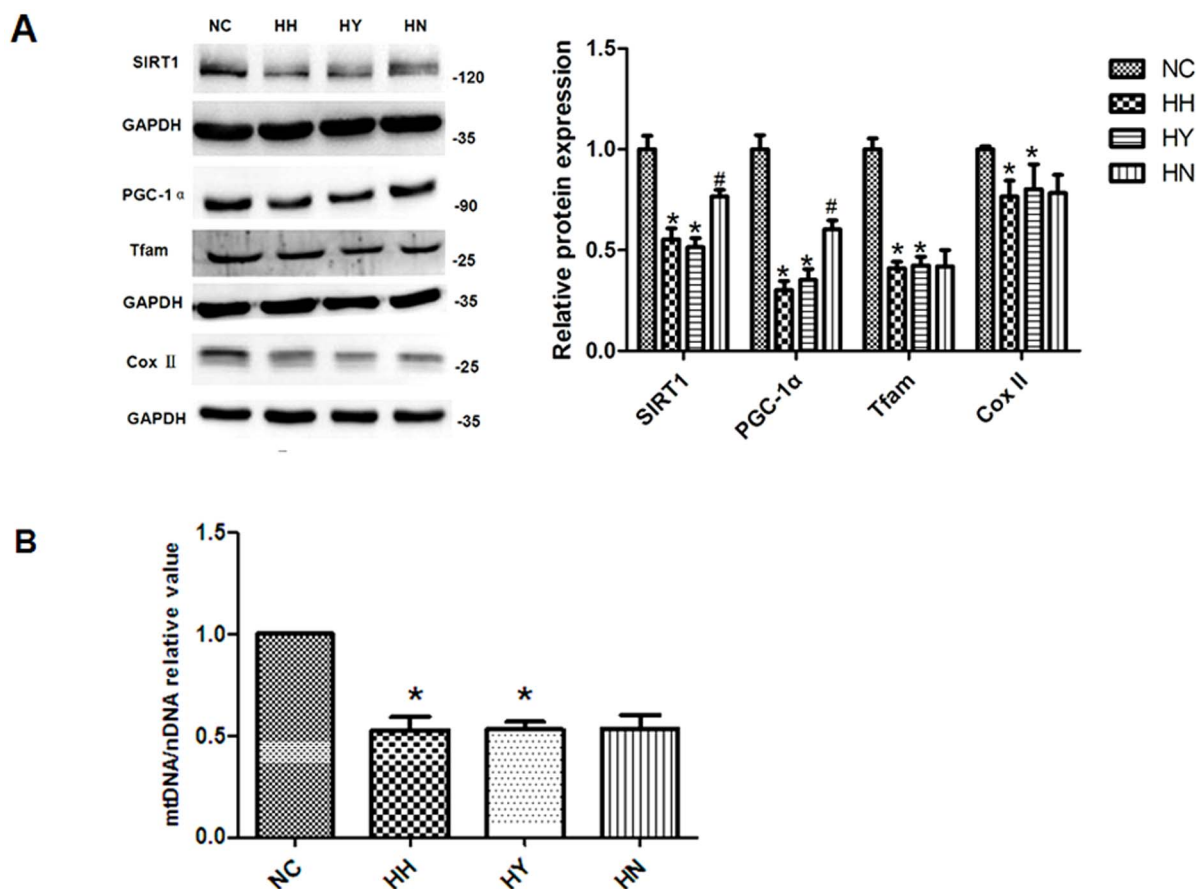 A
NC HH HY HN
SIRT1 -120
GAPDH -35
PGC-1α -90
Tfam -25
GAPDH -35
Cox Ⅱ -25
GAPDH -35
Relative protein expression
1.5
1.0
0.5
0.0
* * #
* * #
* *
* *
SIRT1 PGC-1α Tfam Cox II
NC
HH
HY
HN
B
mtDNA/nDNA relative value
1.5
1.0
0.5
0.0
* *
NC HH HY HN